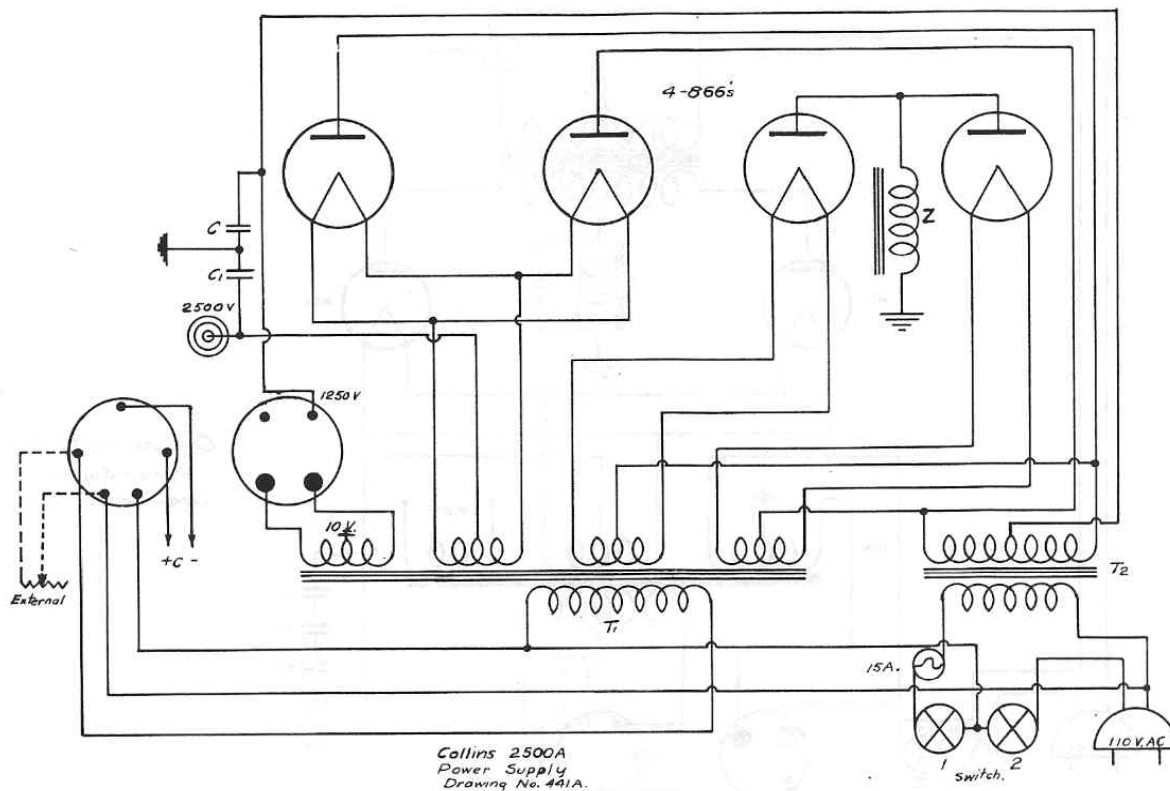 4-866's
C
C1
2500V
Z
1250V
10V.
+C -
External
T1
T2
15A.
1
2
Switch.
110 V. AC
Collins 2500A
Power Supply
Drawing No. 441A.